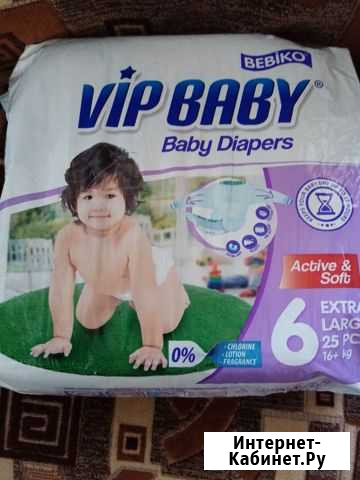 BEBIKO
VIP BABY®
Baby Diapers
Active &
Soft
6
EXTRA
LARG
25 PC
16+ kg
0%
- CHLORINE
- LOTION
- FRAGRANCE
Интернет-
Кабинет.Ру